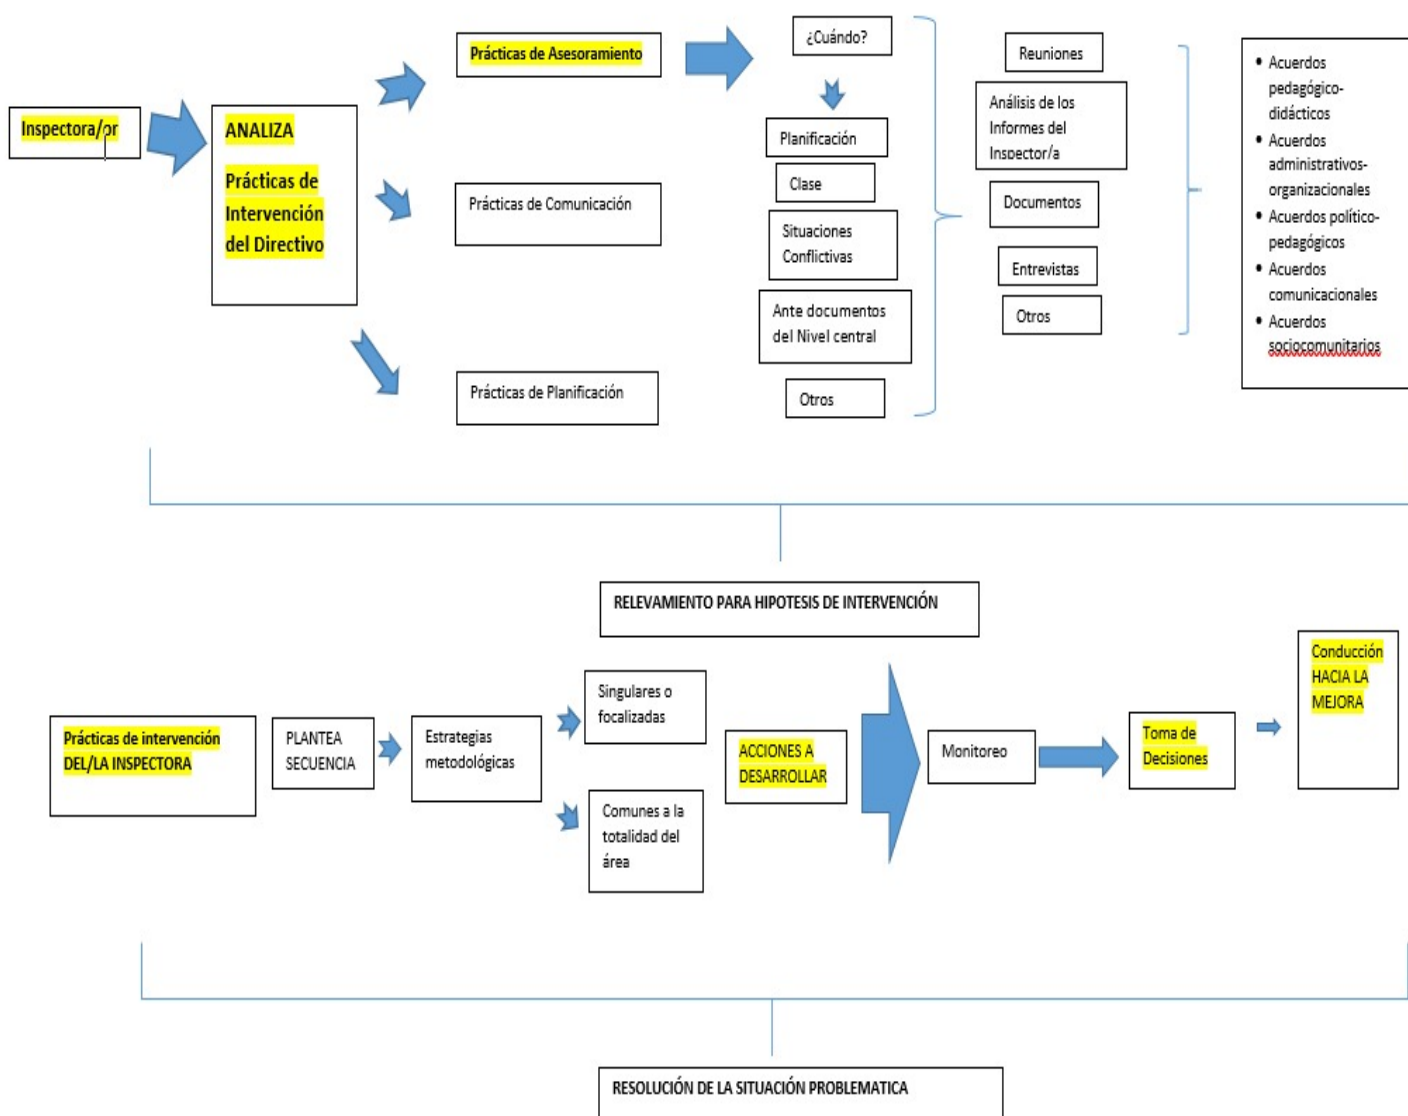 Inspectora/or
ANALIZA
Prácticas de
Intervención
del Directivo
Prácticas de Asesoramiento
Prácticas de Comunicación
Prácticas de Planificación
¿Cuándo?
Planificación
Clase
Situaciones
Conflictivas
Ante documentos
del Nivel central
Otros
Reuniones
Análisis de los
Informes del
Inspector/a
Documentos
Entrevistas
Otros
• Acuerdos
pedagógico-
didácticos
• Acuerdos
administrativos-
organizacionales
• Acuerdos político-
pedagógicos
• Acuerdos
comunicacionales
• Acuerdos
sociocomunitarios
RELEVAMIENTO PARA HIPOTESIS DE INTERVENCIÓN
Prácticas de intervención
DEL/LA INSPECTORA
PLANTEA
SECUENCIA
Estrategias
metodológicas
Singulares o
focalizadas
Comunes a la
totalidad del
área
ACCIONES A
DESARROLLAR
Monitoreo
Toma de
Decisiones
Conducción
HACIA LA
MEJORA
RESOLUCIÓN DE LA SITUACIÓN PROBLEMATICA